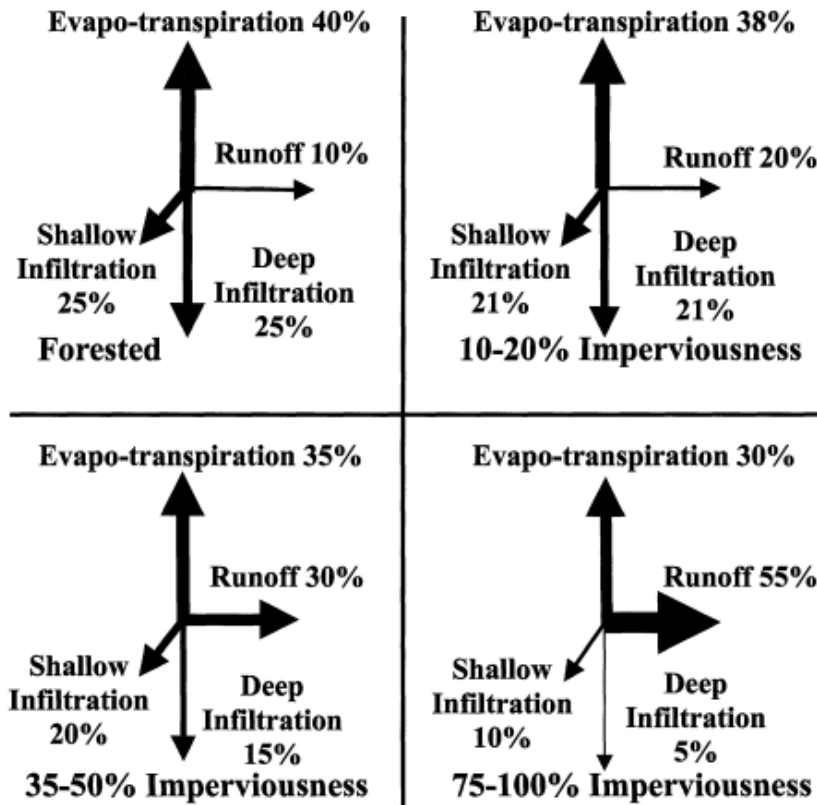 Evapo-transpiration 40%
Runoff 10%
Shallow
Infiltration
25%
Deep
Infiltration
25%
Forested
Evapo-transpiration 38%
Runoff 20%
Shallow
Infiltration
21%
Deep
Infiltration
21%
10-20% Imperviousness
Evapo-transpiration 35%
Runoff 30%
Shallow
Infiltration
20%
Deep
Infiltration
15%
35-50% Imperviousness
Evapo-transpiration 30%
Runoff 55%
Shallow
Infiltration
10%
Deep
Infiltration
5%
75-100% Imperviousness